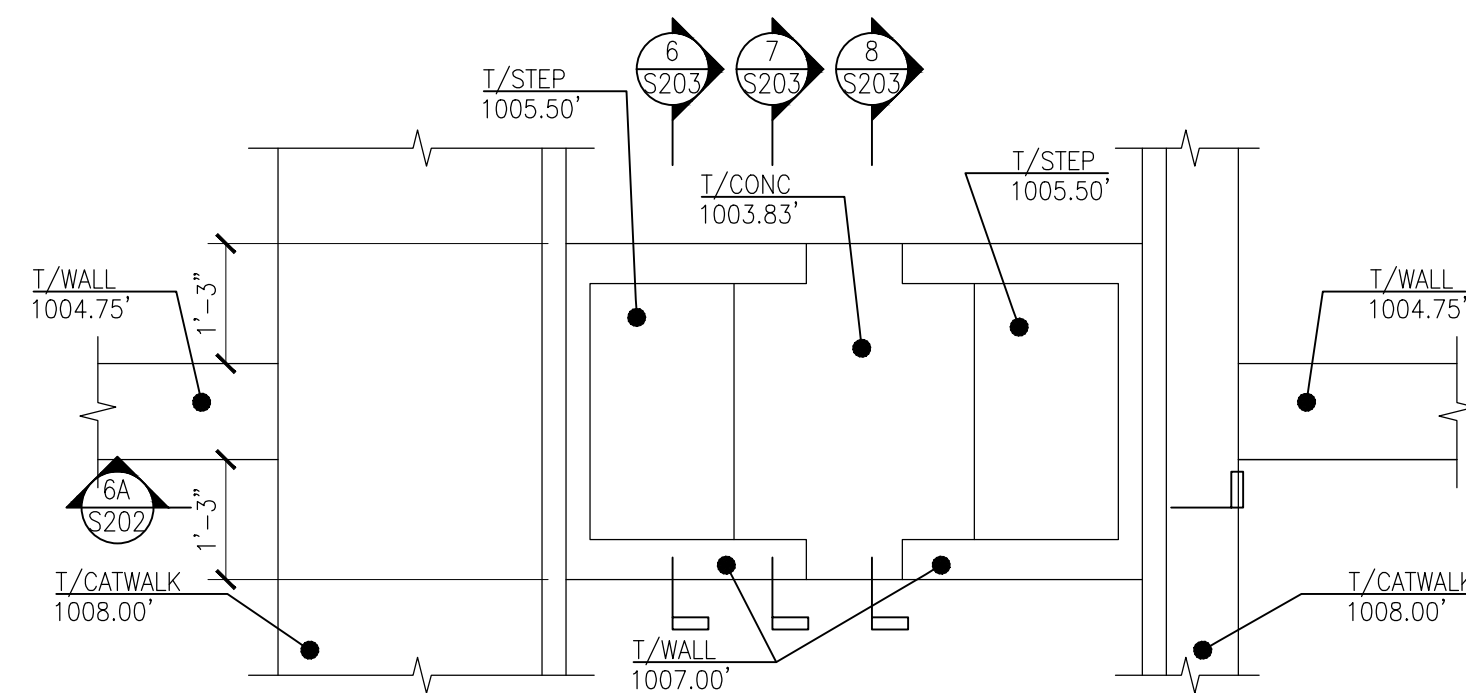 6
S203
7
S203
8
S203
T/STEP
1005.50'
T/STEP
1005.50'
T/CONC
1003.83'
T/WALL
1004.75'
T/WALL
1004.75'
1'-3"
1'-3"
6A
S202
T/CATWALK
1008.00'
T/CATWALK
1008.00'
T/WALL
1007.00'